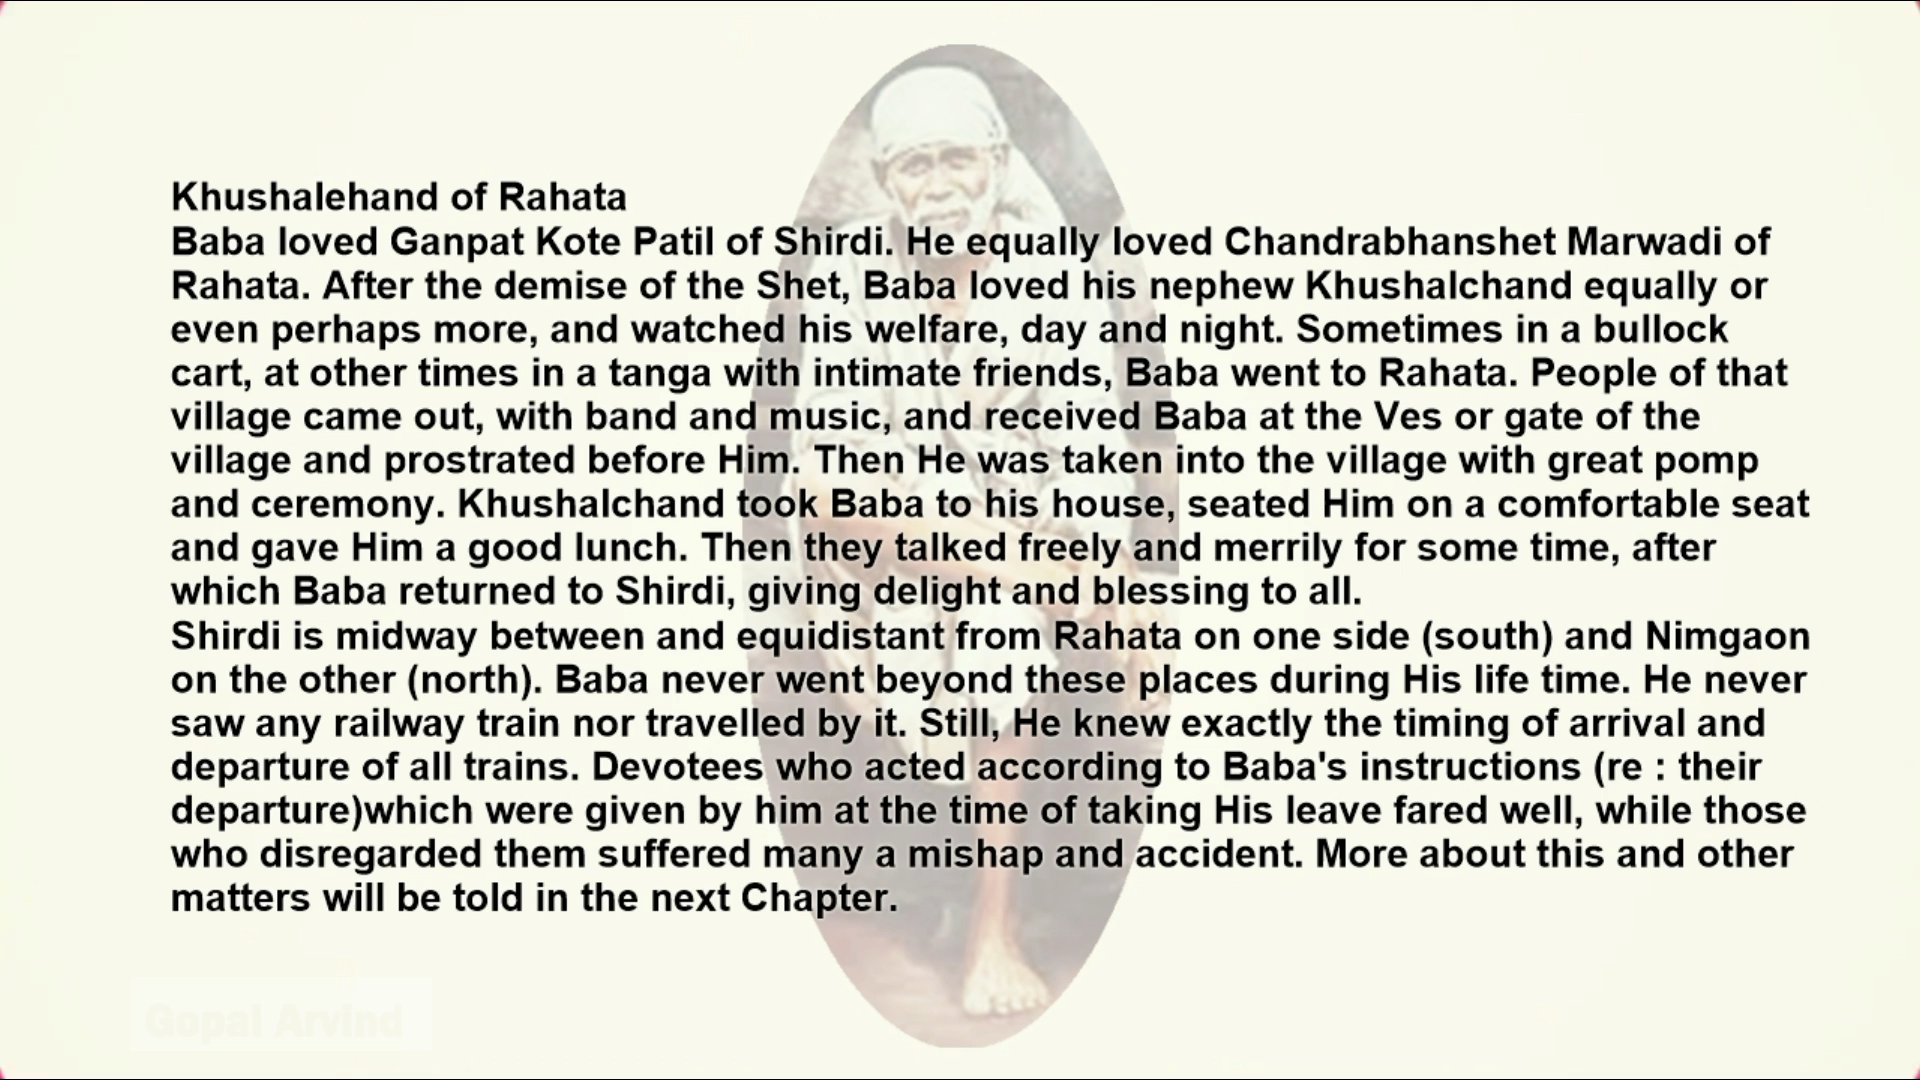 Khushalehand of Rahata
Baba loved Ganpat Kote Patil of Shirdi. He equally loved Chandrabhanshet Marwadi of
Rahata. After the demise of the Shet, Baba loved his nephew Khushalchand equally or
even perhaps more, and watched his welfare, day and night. Sometimes in a bullock
cart, at other times in a tanga with intimate friends, Baba went to Rahata. People of that
village came out, with band and music, and received Baba at the Ves or gate of the
village and prostrated before Him. Then He was taken into the village with great pomp
and ceremony. Khushalchand took Baba to his house, seated Him on a comfortable seat
and gave Him a good lunch. Then they talked freely and merrily for some time, after
which Baba returned to Shirdi, giving delight and blessing to all.
Shirdi is midway between and equidistant from Rahata on one side (south) and Nimgaon
on the other (north). Baba never went beyond these places during His life time. He never
saw any railway train nor travelled by it. Still, He knew exactly the timing of arrival and
departure of all trains. Devotees who acted according to Baba's instructions (re : their
departure)which were given by him at the time of taking His leave fared well, while those
who disregarded them suffered many a mishap and accident. More about this and other
matters will be told in the next Chapter.
Gopal Arvind